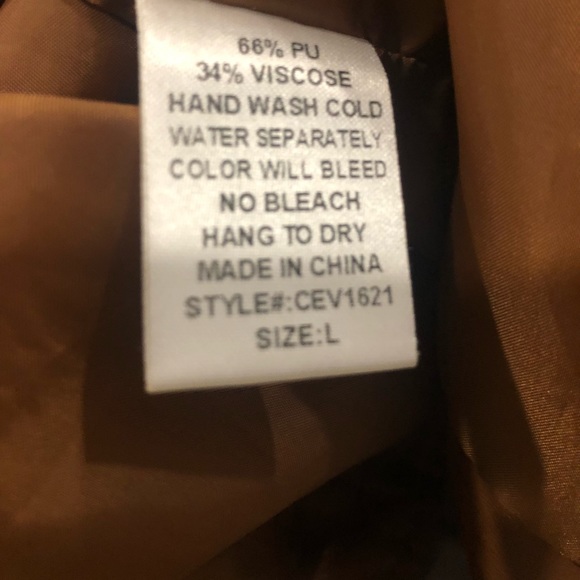 66% PU
34% VISCOSE
HAND WASH COLD
WATER SEPARATELY
COLOR WILL BLEED
NO BLEACH
HANG TO DRY
MADE IN CHINA
STYLE#:CEV1621
SIZE:L